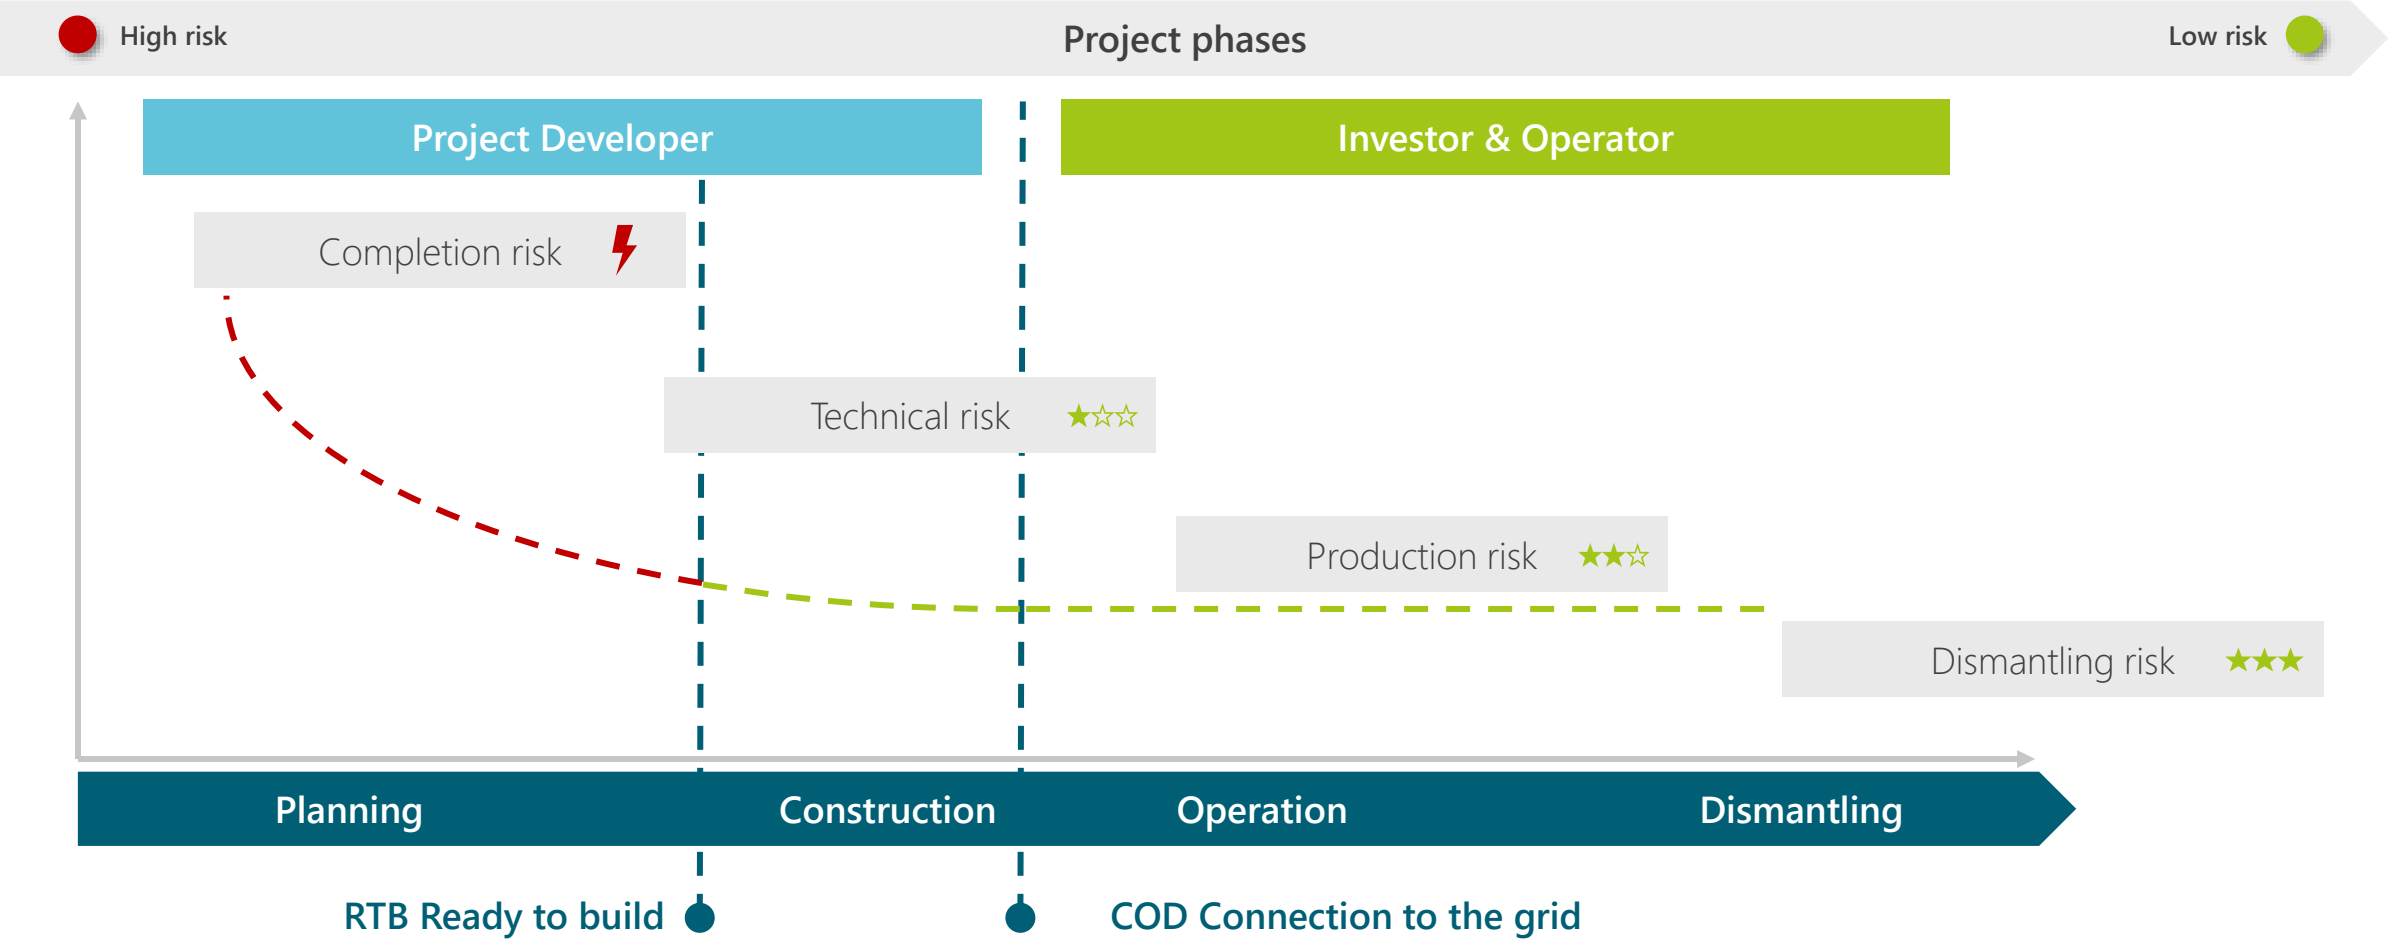 High risk
Project phases
Low risk
Project Developer
Investor & Operator
Completion risk
Technical risk
Production risk
Dismantling risk
Planning
Construction
Operation
Dismantling
RTB Ready to build
COD Connection to the grid